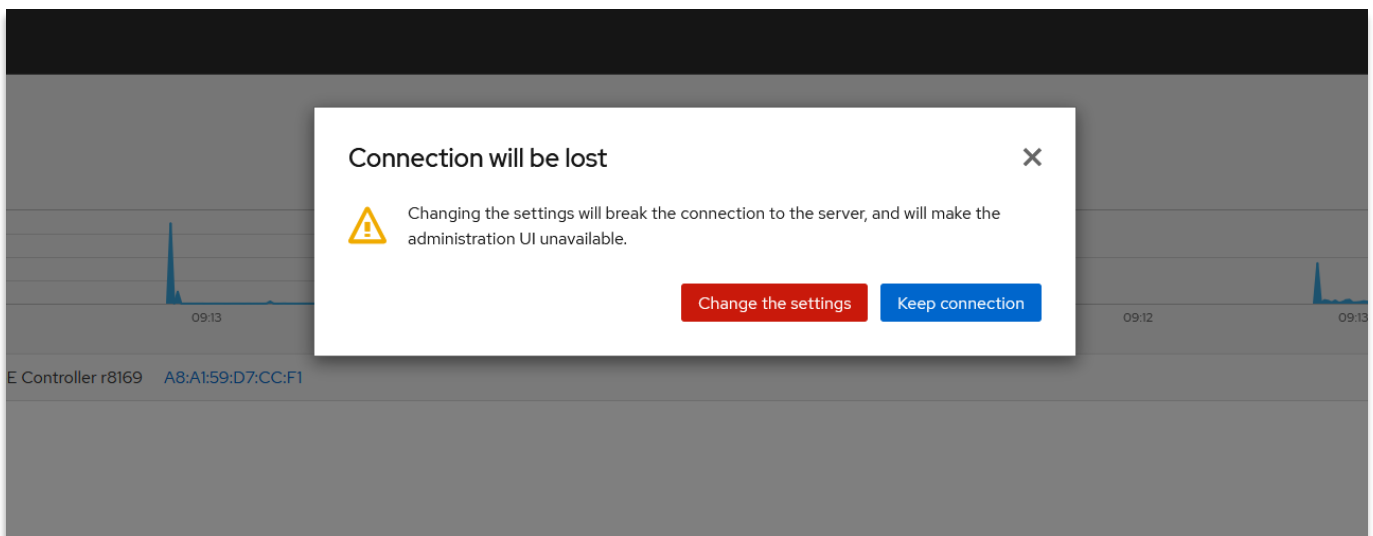 Connection will be lost
Changing the settings will break the connection to the server, and will make the
administration UI unavailable.
Change the settings Keep connection
09:13 09:12 09:13
E Controller r8169 A8:A1:59:D7:CC:F1